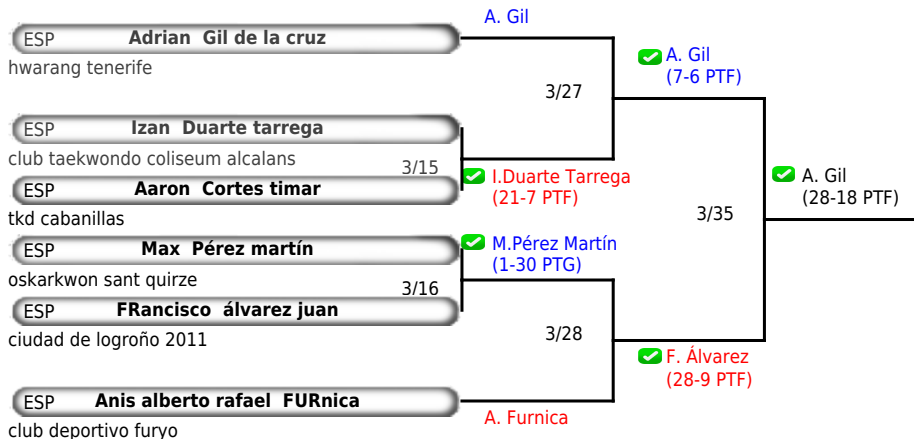 A. Gil
ESP Adrian Gil de la cruz
hwarang tenerife
A. Gil
(7-6 PTF)
3/27
ESP Izan Duarte tarrega
club taekwondo coliseum alcalans
3/15
I.Duarte Tarrega
(21-7 PTF)
ESP Aaron Cortes timar
tkd cabanillas
A. Gil
(28-18 PTF)
3/35
ESP Max Pérez martín
oskarkwon sant quirze
M.Pérez Martín
(1-30 PTG)
3/16
ESP FRancisco álvarez juan
ciudad de logroño 2011
3/28
F. Álvarez
(28-9 PTF)
ESP Anis alberto rafael FURnica
club deportivo furyo
A. Furnica